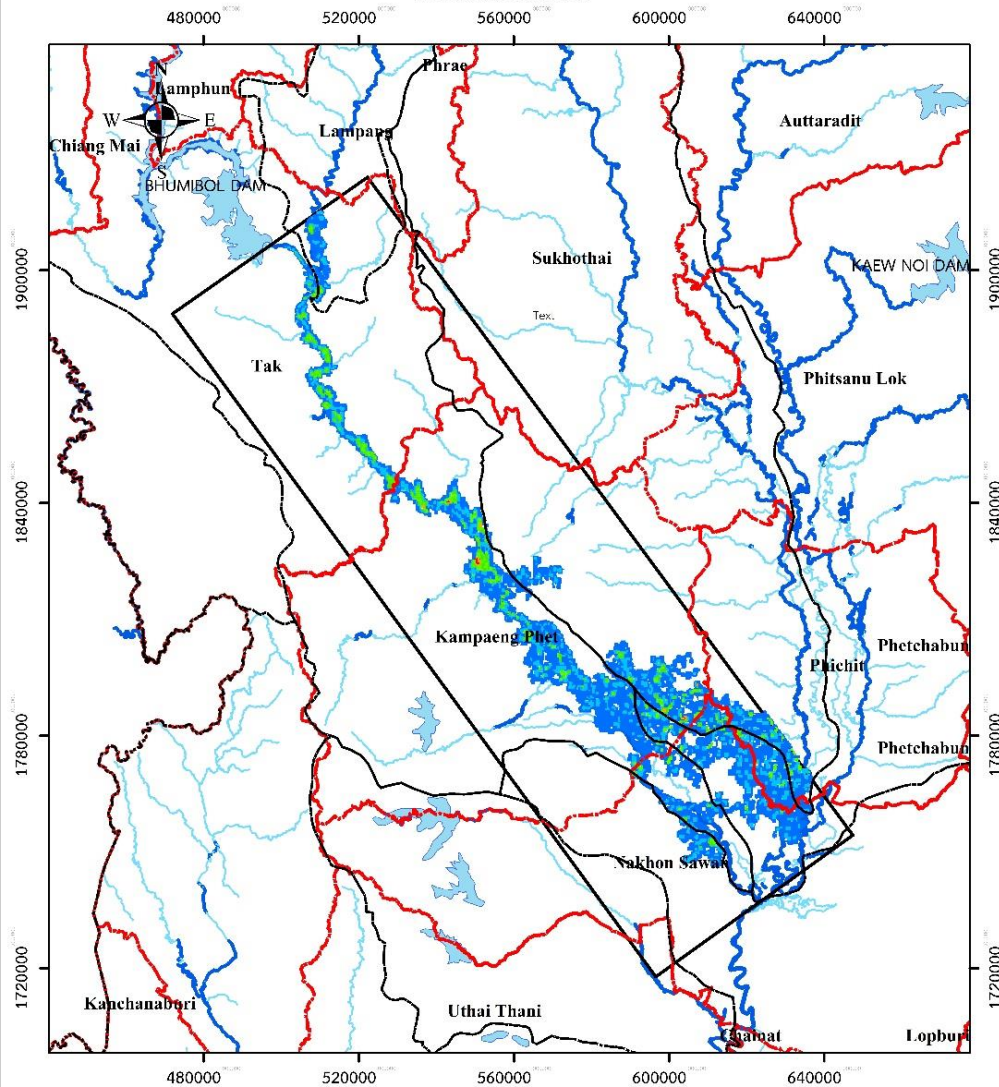 480000 520000 560000 600000 640000
Phrae
N
Lamphun
W E
Auttaradit
Lampang
Chiang Mai
S
BHUMIBOL DAM
Sukhothai
KAEW NOI DAM
1900000
1900000
Tex.
Tak
Phitsanu Lok
1840000
1840000
Kampaeng Phet
Phetchabun
Phichit
1780000
1780000
Phetchabun
Nakhon Sawan
1720000
1720000
Kanchanaburi
Uthai Thani
Chainat
Lopburi
480000 520000 560000 600000 640000